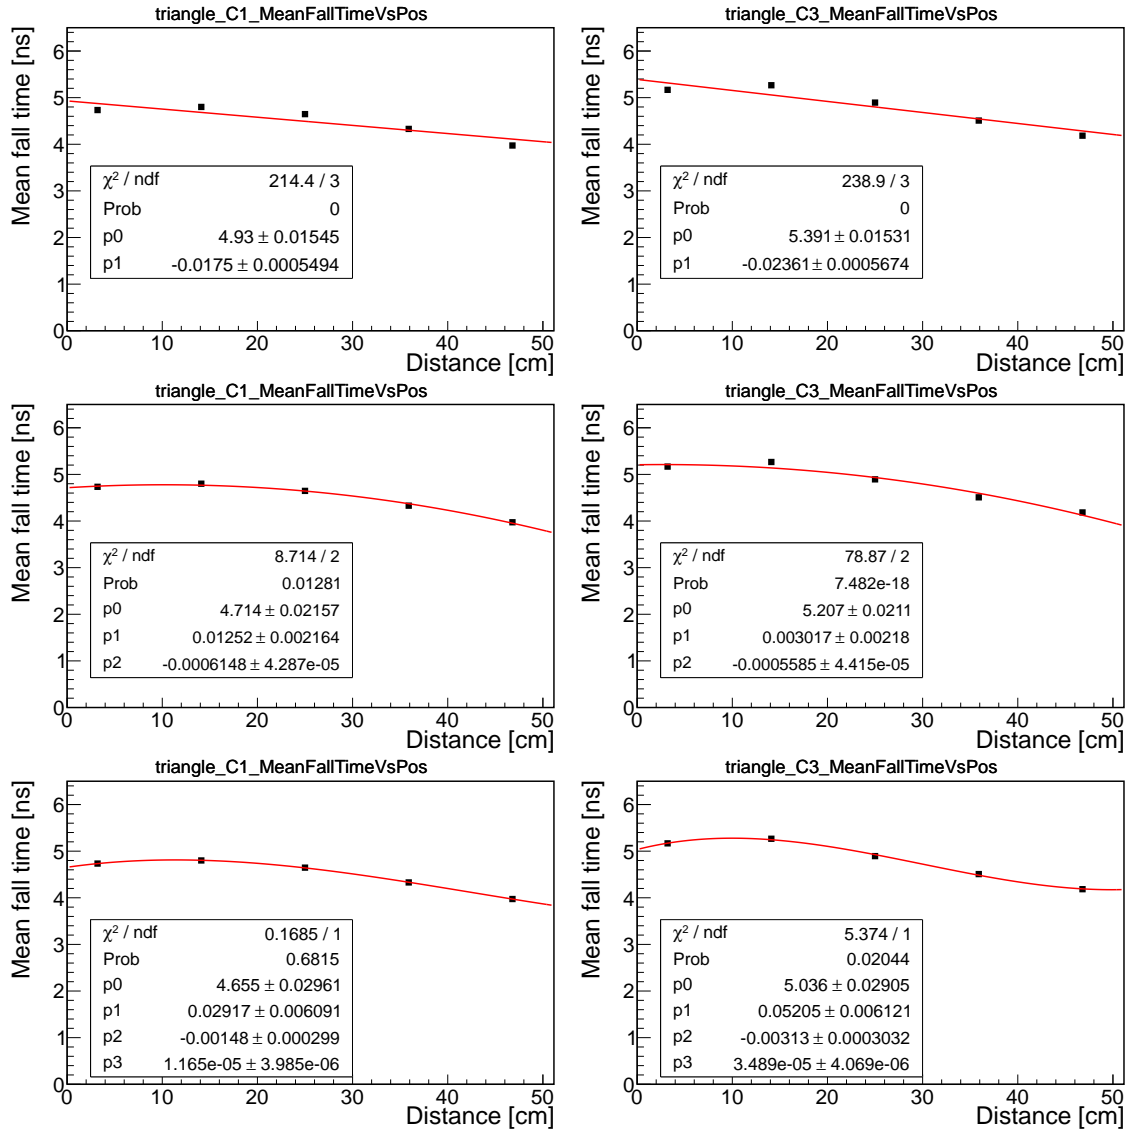 triangle_C1_MeanFallTimeVsPos
Mean fall time [ns]
6
5
4
3
2
1
0
χ² / ndf 214.4 / 3
Prob 0
p0 4.93 ± 0.01545
p1 -0.0175 ± 0.0005494
0 10 20 30 40 50
Distance [cm]
triangle_C3_MeanFallTimeVsPos
Mean fall time [ns]
6
5
4
3
2
1
0
χ² / ndf 238.9 / 3
Prob 0
p0 5.391 ± 0.01531
p1 -0.02361 ± 0.0005674
0 10 20 30 40 50
Distance [cm]
triangle_C1_MeanFallTimeVsPos
Mean fall time [ns]
6
5
4
3
2
1
0
χ² / ndf 8.714 / 2
Prob 0.01281
p0 4.714 ± 0.02157
p1 0.01252 ± 0.002164
p2 -0.0006148 ± 4.287e-05
0 10 20 30 40 50
Distance [cm]
triangle_C3_MeanFallTimeVsPos
Mean fall time [ns]
6
5
4
3
2
1
0
χ² / ndf 78.87 / 2
Prob 7.482e-18
p0 5.207 ± 0.0211
p1 0.003017 ± 0.00218
p2 -0.0005585 ± 4.415e-05
0 10 20 30 40 50
Distance [cm]
triangle_C1_MeanFallTimeVsPos
Mean fall time [ns]
6
5
4
3
2
1
0
χ² / ndf 0.1685 / 1
Prob 0.6815
p0 4.655 ± 0.02961
p1 0.02917 ± 0.006091
p2 -0.00148 ± 0.000299
p3 1.165e-05 ± 3.985e-06
0 10 20 30 40 50
Distance [cm]
triangle_C3_MeanFallTimeVsPos
Mean fall time [ns]
6
5
4
3
2
1
0
χ² / ndf 5.374 / 1
Prob 0.02044
p0 5.036 ± 0.02905
p1 0.05205 ± 0.006121
p2 -0.00313 ± 0.0003032
p3 3.489e-05 ± 4.069e-06
0 10 20 30 40 50
Distance [cm]